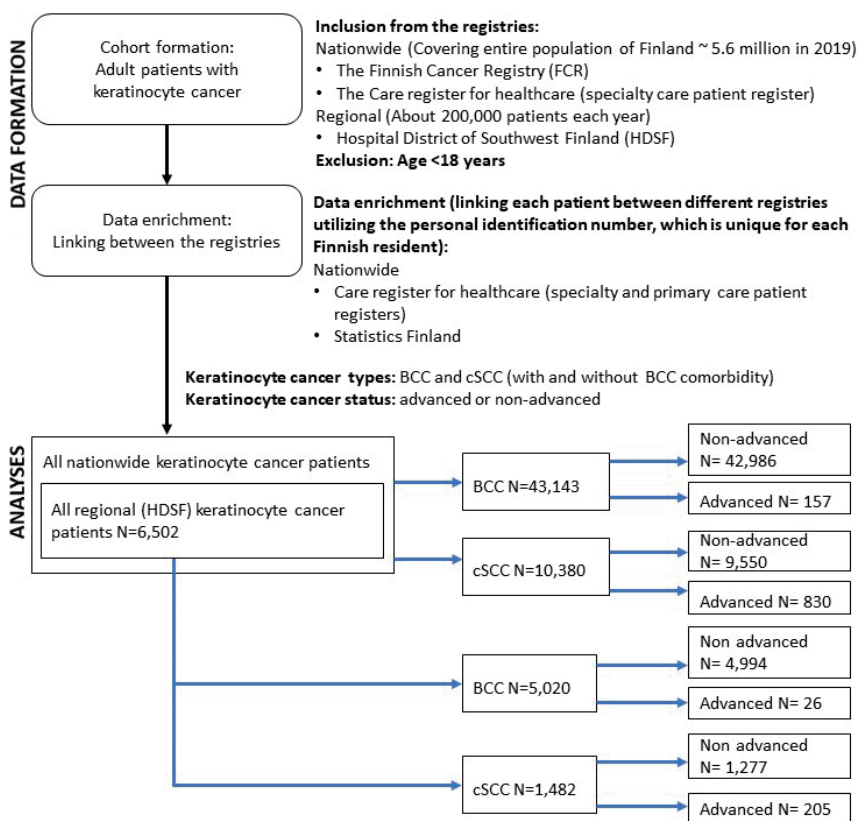 DATA FORMATION
Cohort formation:
Adult patients with
keratinocyte cancer
Inclusion from the registries:
Nationwide (Covering entire population of Finland ~ 5.6 million in 2019)
• The Finnish Cancer Registry (FCR)
• The Care register for healthcare (specialty care patient register)
Regional (About 200,000 patients each year)
• Hospital District of Southwest Finland (HDSF)
Exclusion: Age <18 years
Data enrichment:
Linking between the registries
Data enrichment (linking each patient between different registries
utilizing the personal identification number, which is unique for each
Finnish resident):
Nationwide
• Care register for healthcare (specialty and primary care patient
registers)
• Statistics Finland
Keratinocyte cancer types: BCC and cSCC (with and without BCC comorbidity)
Keratinocyte cancer status: advanced or non-advanced
ANALYSES
All nationwide keratinocyte cancer patients
All regional (HDSF) keratinocyte cancer
patients N=6,502
BCC N=43,143
Non-advanced
N= 42,986
Advanced N= 157
cSCC N=10,380
Non-advanced
N= 9,550
Advanced N= 830
BCC N=5,020
Non advanced
N= 4,994
Advanced N= 26
cSCC N=1,482
Non advanced
N= 1,277
Advanced N= 205